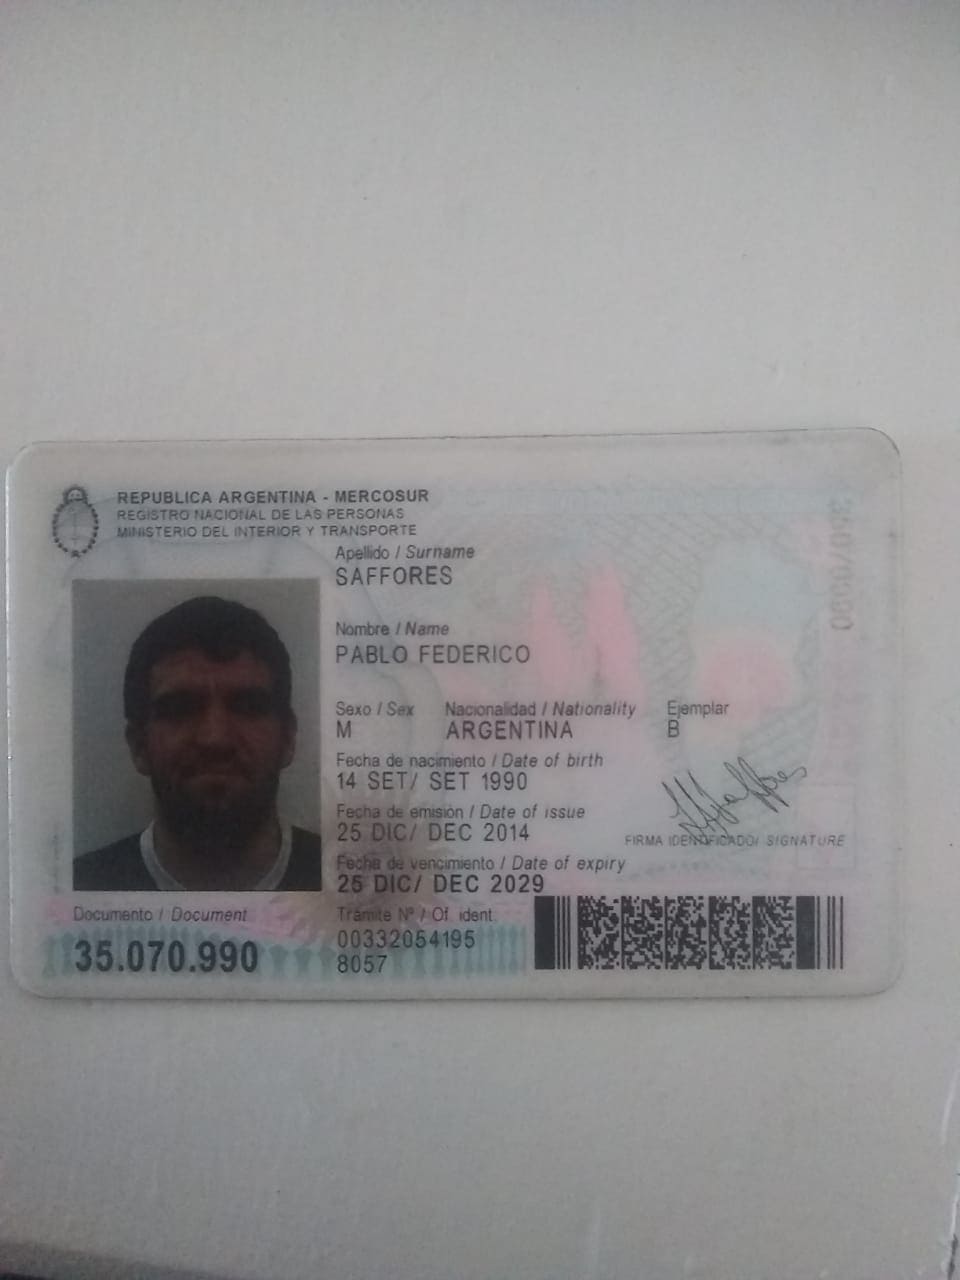 REPUBLICA ARGENTINA - MERCOSUR
REGISTRO NACIONAL DE LAS PERSONAS
MINISTERIO DEL INTERIOR Y TRANSPORTE
Apellido / Surname
SAFFORES
Nombre / Name
PABLO FEDERICO
Sexo / Sex Nacionalidad / Nationality Ejemplar
M ARGENTINA B
Fecha de nacimiento / Date of birth
14 SET/ SET 1990
Fecha de emisión / Date of issue
25 DIC/ DEC 2014
FIRMA IDENTIFICADO/ SIGNATURE
Fecha de vencimiento / Date of expiry
25 DIC/ DEC 2029
Documento / Document
35.070.990
Trámite Nº / Of. ident.
00332054195
8057